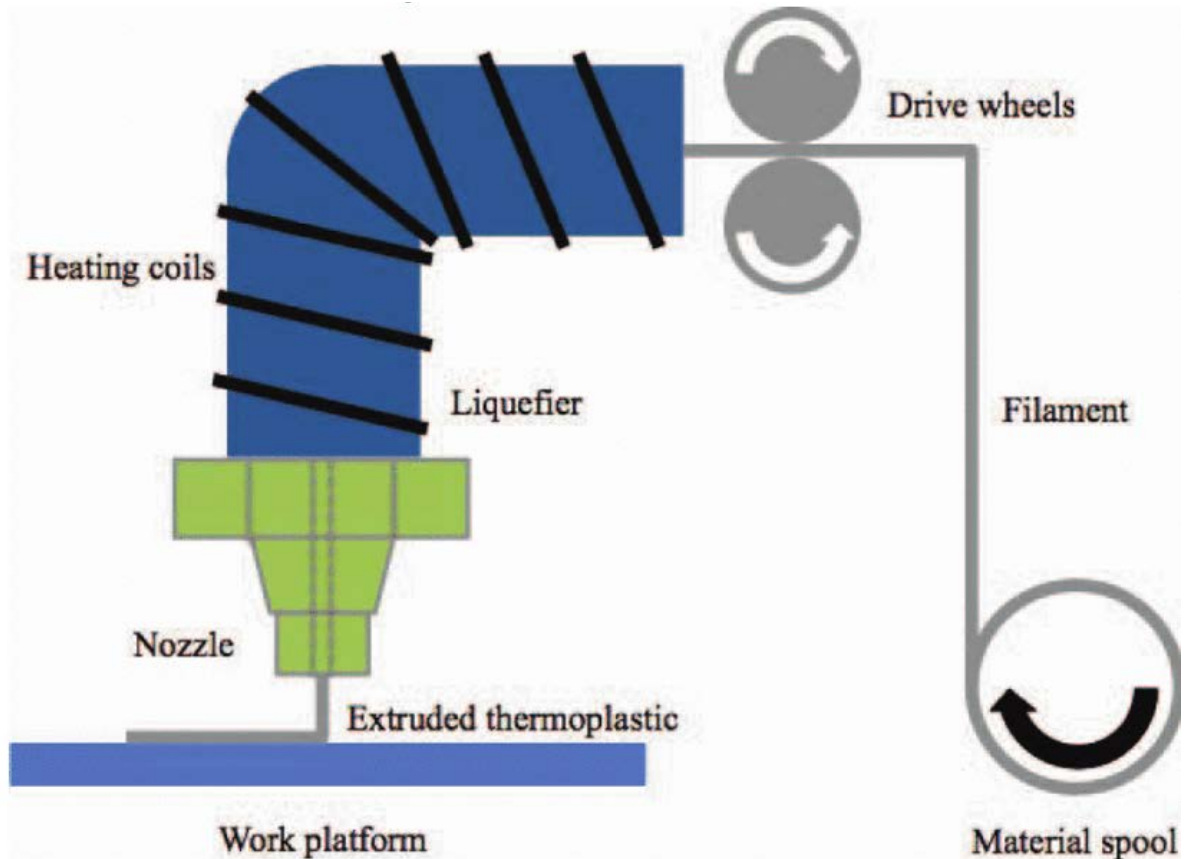 Drive wheels
Heating coils
Liquefier
Filament
Nozzle
Extruded thermoplastic
Work platform
Material spool